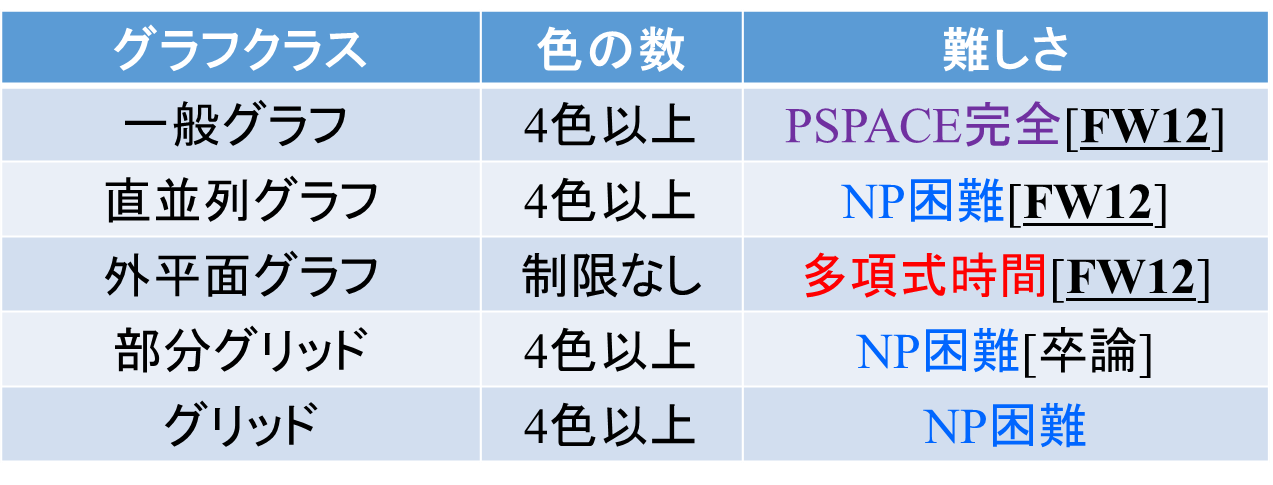 グラフクラス 色の数 難しさ
一般グラフ 4色以上 PSPACE完全[FW12]
直並列グラフ 4色以上 NP困難[FW12]
外平面グラフ 制限なし 多項式時間[FW12]
部分グリッド 4色以上 NP困難[卒論]
グリッド 4色以上 NP困難